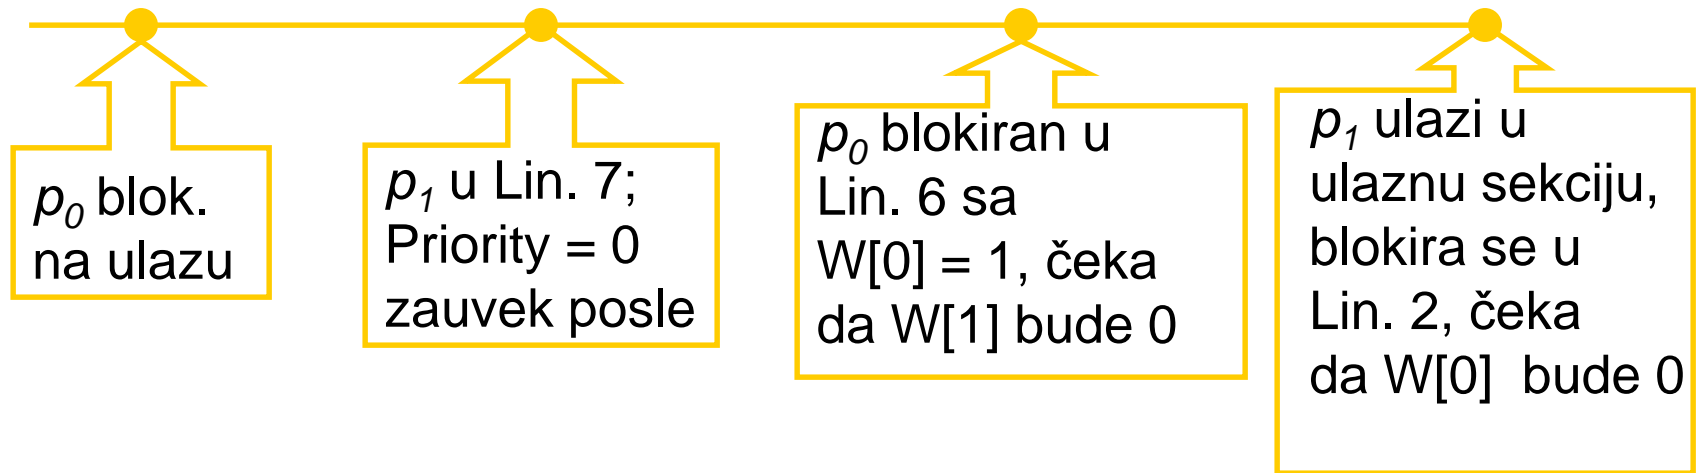 p0 blok.
na ulazu
p1 u Lin. 7;
Priority = 0
zauvek posle
p0 blokiran u
Lin. 6 sa
W[0] = 1, čeka
da W[1] bude 0
p1 ulazi u
ulaznu sekciju,
blokira se u
Lin. 2, čeka
da W[0] bude 0